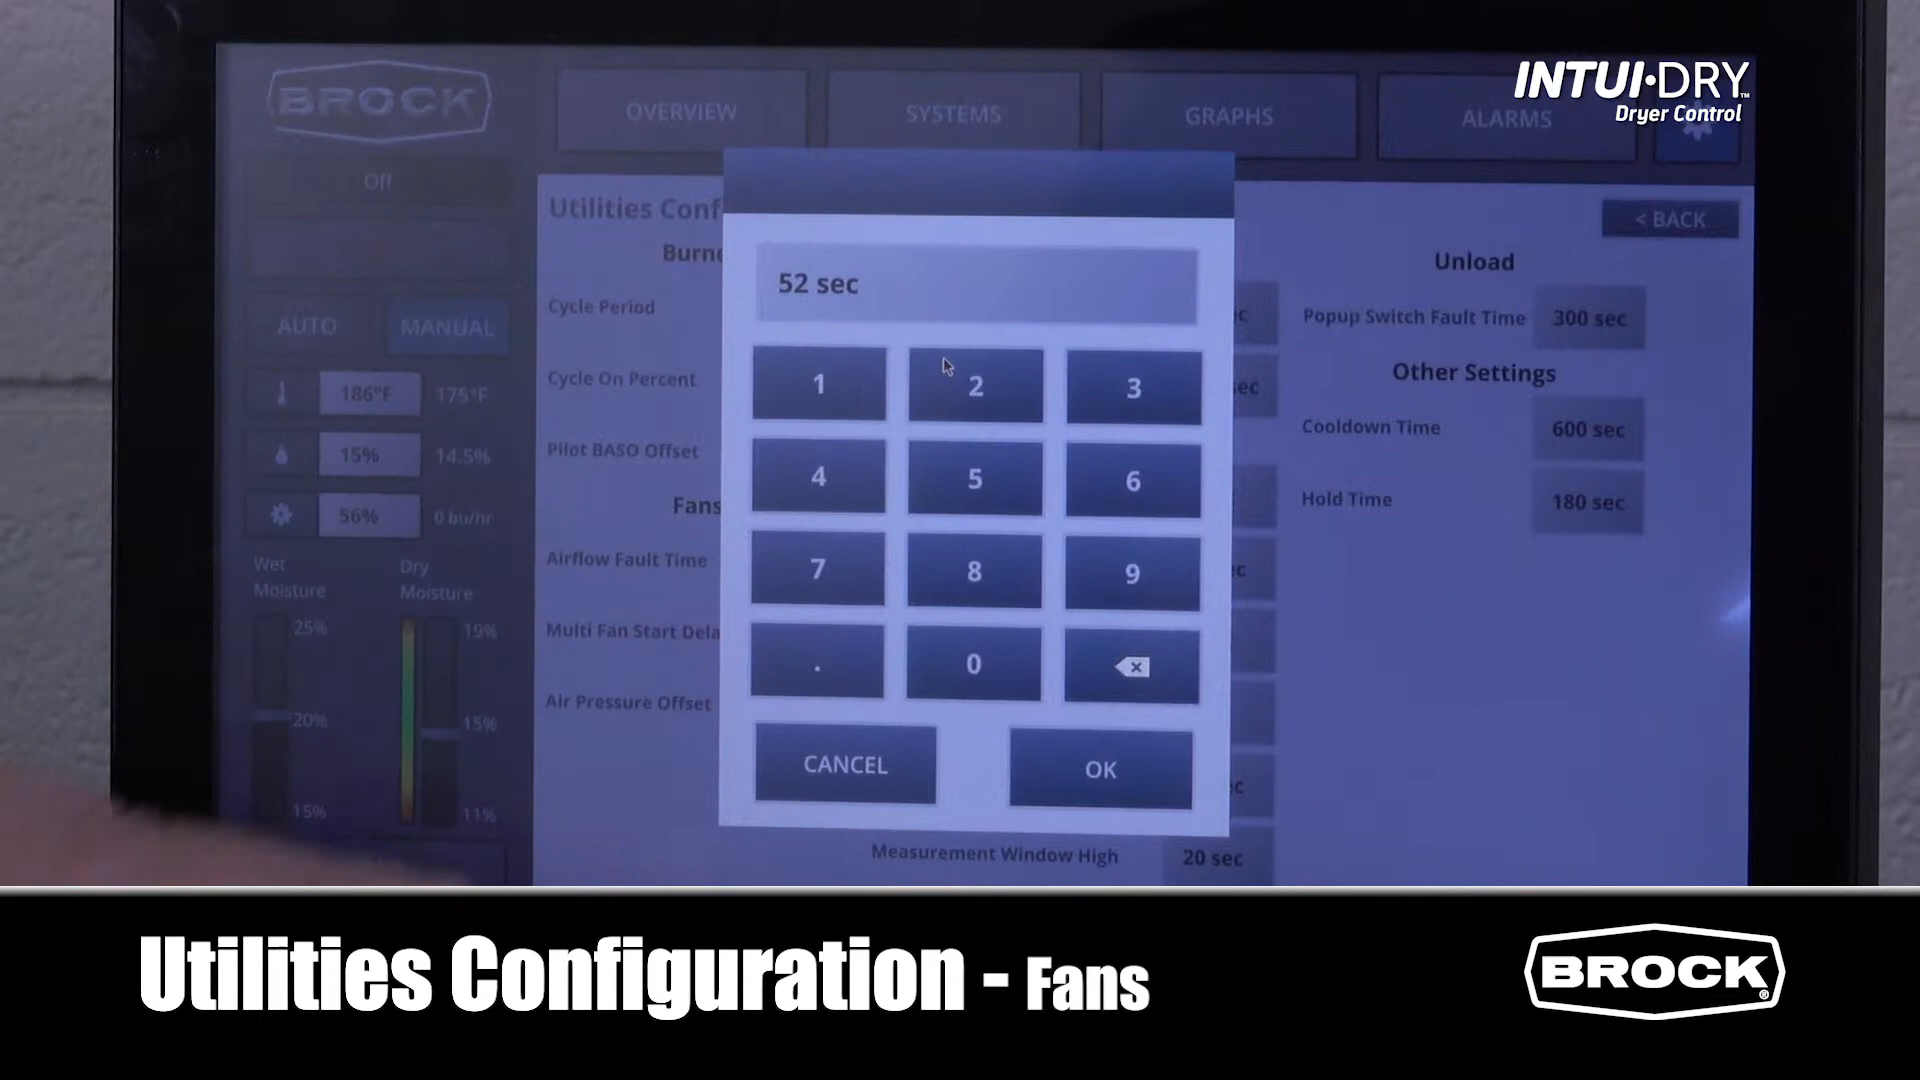 INTUI·DRY™
Dryer Control
BROCK
OVERVIEW
SYSTEMS
GRAPHS
ALARMS
Off
AUTO
MANUAL
186°F
175°F
15%
14.5%
56%
0 bu/hr
Wet
Moisture
Dry
Moisture
25%
20%
15%
19%
15%
11%
Utilities Conf
< BACK
Burne
Cycle Period
Cycle On Percent
Pilot BASO Offset
Fans
Airflow Fault Time
Multi Fan Start Dela
Air Pressure Offset
52 sec
1
2
3
4
5
6
7
8
9
.
0
CANCEL
OK
Measurement Window High
20 sec
Unload
Popup Switch Fault Time
300 sec
Other Settings
Cooldown Time
600 sec
Hold Time
180 sec
Utilities Configuration - Fans
BROCK®